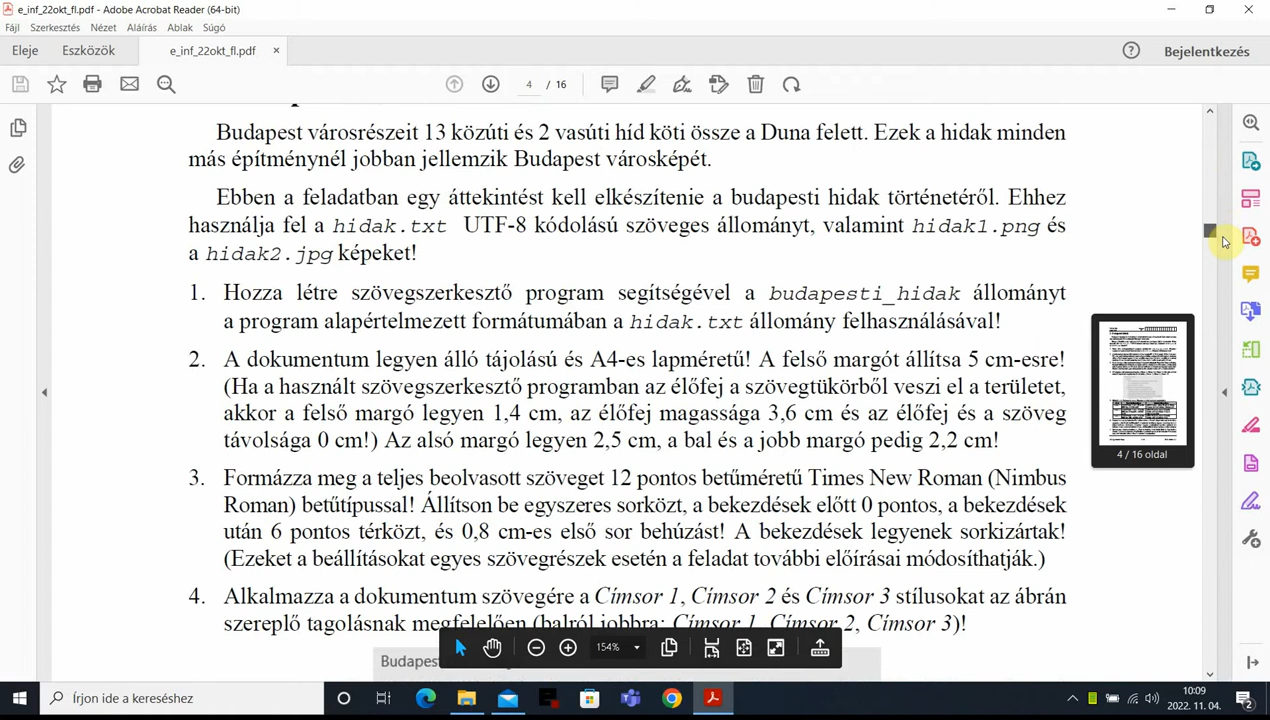 e_inf_22okt_fl.pdf - Adobe Acrobat Reader (64-bit)
Fájl Szerkesztés Nézet Aláírás Ablak Súgó
Eleje Eszközök e_inf_22okt_fl.pdf × Bejelentkezés
4 / 16
Budapest városrészeit 13 közúti és 2 vasúti híd köti össze a Duna felett. Ezek a hidak minden
más építménynél jobban jellemzik Budapest városképét.
Ebben a feladatban egy áttekintést kell elkészítenie a budapesti hidak történetéről. Ehhez
használja fel a hidak.txt UTF-8 kódolású szöveges állományt, valamint hidak1.png és
a hidak2.jpg képeket!
1. Hozza létre szövegszerkesztő program segítségével a budapesti_hidak állományt
a program alapértelmezett formátumában a hidak.txt állomány felhasználásával!
2. A dokumentum legyen álló tájolású és A4-es lapméretű! A felső margót állítsa 5 cm-esre!
(Ha a használt szövegszerkesztő programban az élőfej a szövegtükörből veszi el a területet,
akkor a felső margó legyen 1,4 cm, az élőfej magassága 3,6 cm és az élőfej és a szöveg
távolsága 0 cm!) Az alsó margó legyen 2,5 cm, a bal és a jobb margó pedig 2,2 cm!
3. Formázza meg a teljes beolvasott szöveget 12 pontos betűméretű Times New Roman (Nimbus
Roman) betűtípussal! Állítson be egyszeres sorközt, a bekezdések előtt 0 pontos, a bekezdések
után 6 pontos térközt, és 0,8 cm-es első sor behúzást! A bekezdések legyenek sorkizártak!
(Ezeket a beállításokat egyes szövegrészek esetén a feladat további előírásai módosíthatják.)
4. Alkalmazza a dokumentum szövegére a Címsor 1, Címsor 2 és Címsor 3 stílusokat az ábrán
szereplő tagolásnak megfelelően (balról jobbra: Címsor 1, Címsor 2, Címsor 3)!
Budapest
4 / 16 oldal
154%
Írjon ide a kereséshez
10:09
2022. 11. 04.
2